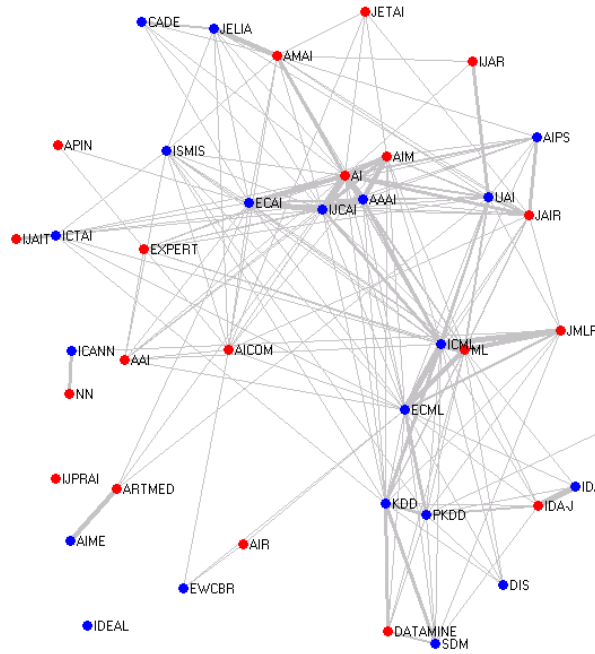 JETAI
CADE
JELIA
AMAI
IJAR
AIPS
APIN
ISMIS
AIM
AI
ECAI
IJCAI
AAAI
UAI
JAIR
IJAIT
ICTAI
EXPERT
JMLR
ICML
ML
ICANN
AAI
AICOM
NN
ECML
IJPRAI
ARTMED
KDD
PKDD
IDA
IDAJ
AIME
AIR
EWCBR
DIS
IDEAL
DATAMINE
SDM